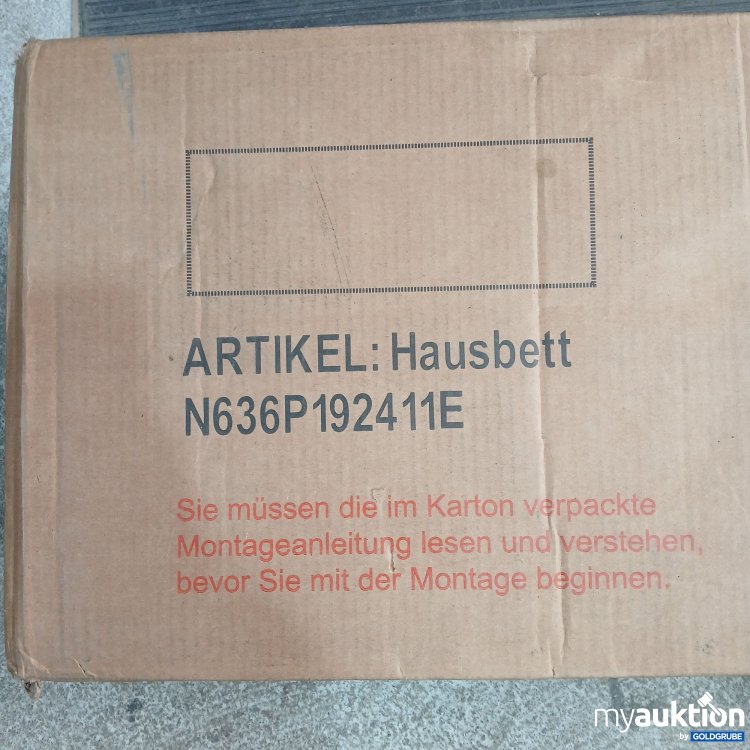 ARTIKEL: Hausbett
N636P192411E
Sie müssen die im Karton verpackte
Montageanleitung lesen und verstehen,
bevor Sie mit der Montage beginnen.
myauktion
by GOLDGRUBE